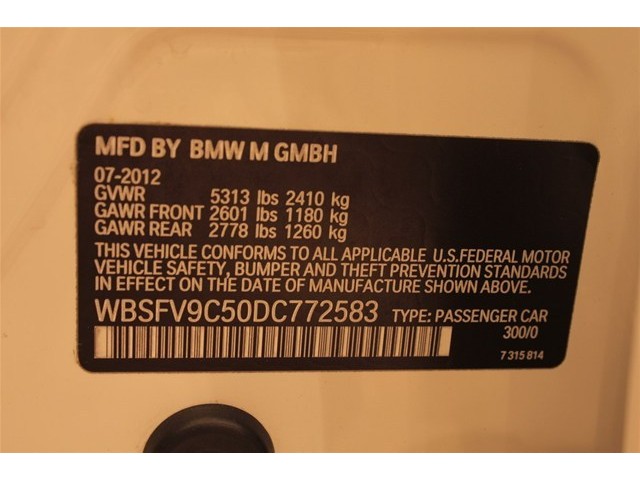 MFD BY BMW M GMBH
07-2012
GVWR 5313 lbs 2410 kg
GAWR FRONT 2601 lbs 1180 kg
GAWR REAR 2778 lbs 1260 kg
THIS VEHICLE CONFORMS TO ALL APPLICABLE U.S.FEDERAL MOTOR
VEHICLE SAFETY, BUMPER AND THEFT PREVENTION STANDARDS
IN EFFECT ON THE DATE OF MANUFACTURE SHOWN ABOVE.
WBSFV9C50DC772583 TYPE: PASSENGER CAR
300/0
7 315 814